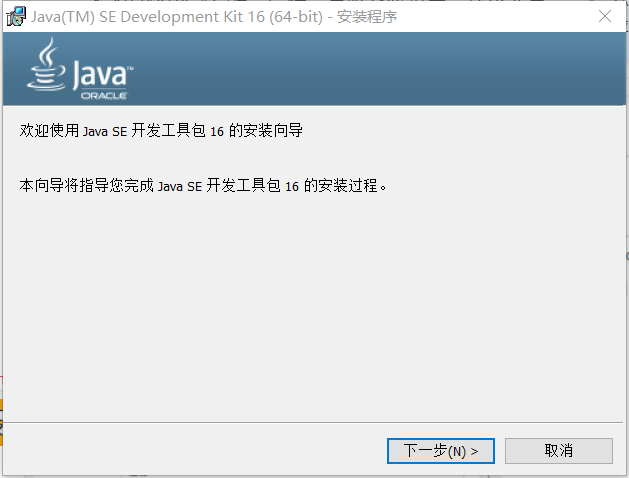 Java(TM) SE Development Kit 16 (64-bit) - 安装程序
Java™
ORACLE
欢迎使用 Java SE 开发工具包 16 的安装向导
本向导将指导您完成 Java SE 开发工具包 16 的安装过程。
下一步(N) >
取消